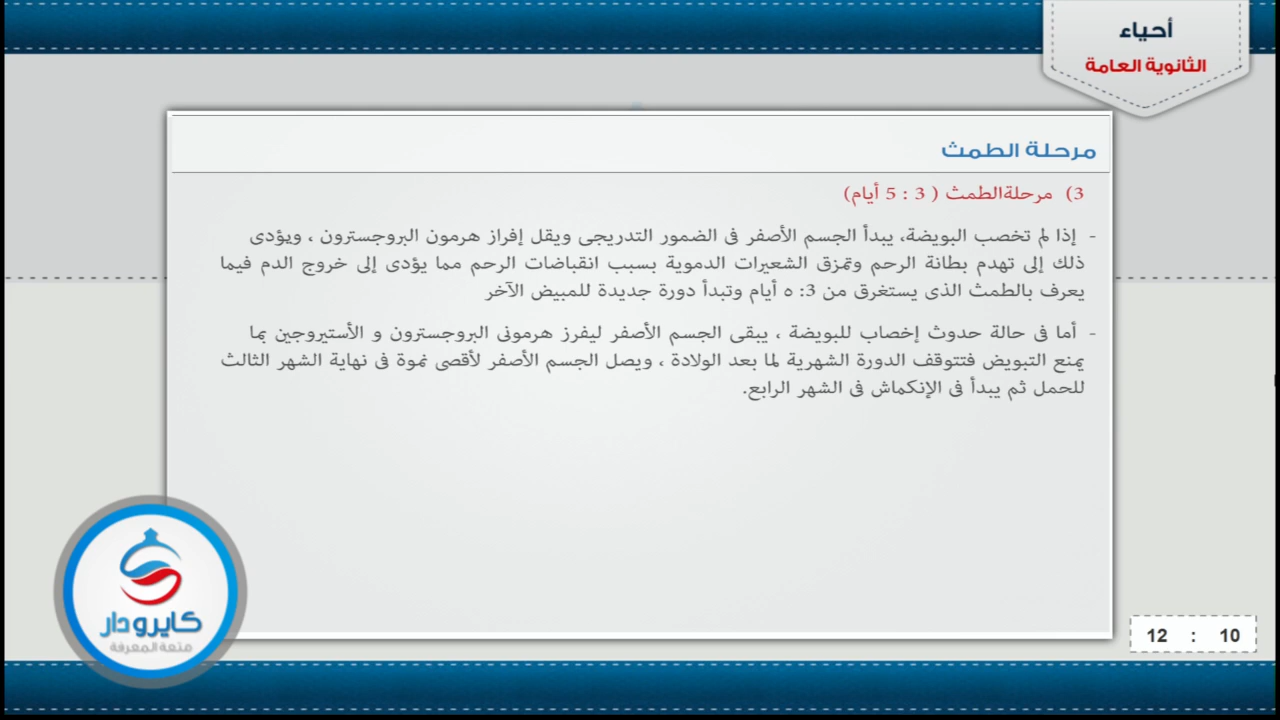 أحياء
الثانوية العامة
مرحلة الطمث
3) مرحلةالطمث ( 3 : 5 أيام)
- إذا لم تخصب البويضة، يبدأ الجسم الأصفر فى الضمور التدريجى ويقل إفراز هرمون البروجسترون ، ويؤدى
ذلك إلى تهدم بطانة الرحم وتمزق الشعيرات الدموية بسبب انقباضات الرحم مما يؤدى إلى خروج الدم فيما
يعرف بالطمث الذى يستغرق من 3: ٥ أيام وتبدأ دورة جديدة للمبيض الآخر
- أما فى حالة حدوث إخصاب للبويضة ، يبقى الجسم الأصفر ليفرز هرمونى البروجسترون و الأستيروجين بما
يمنع التبويض فتتوقف الدورة الشهرية لما بعد الولادة ، ويصل الجسم الأصفر لأقصى نموة فى نهاية الشهر الثالث
للحمل ثم يبدأ فى الإنكماش فى الشهر الرابع.
كايرودار
متعة المعرفة
12 : 10